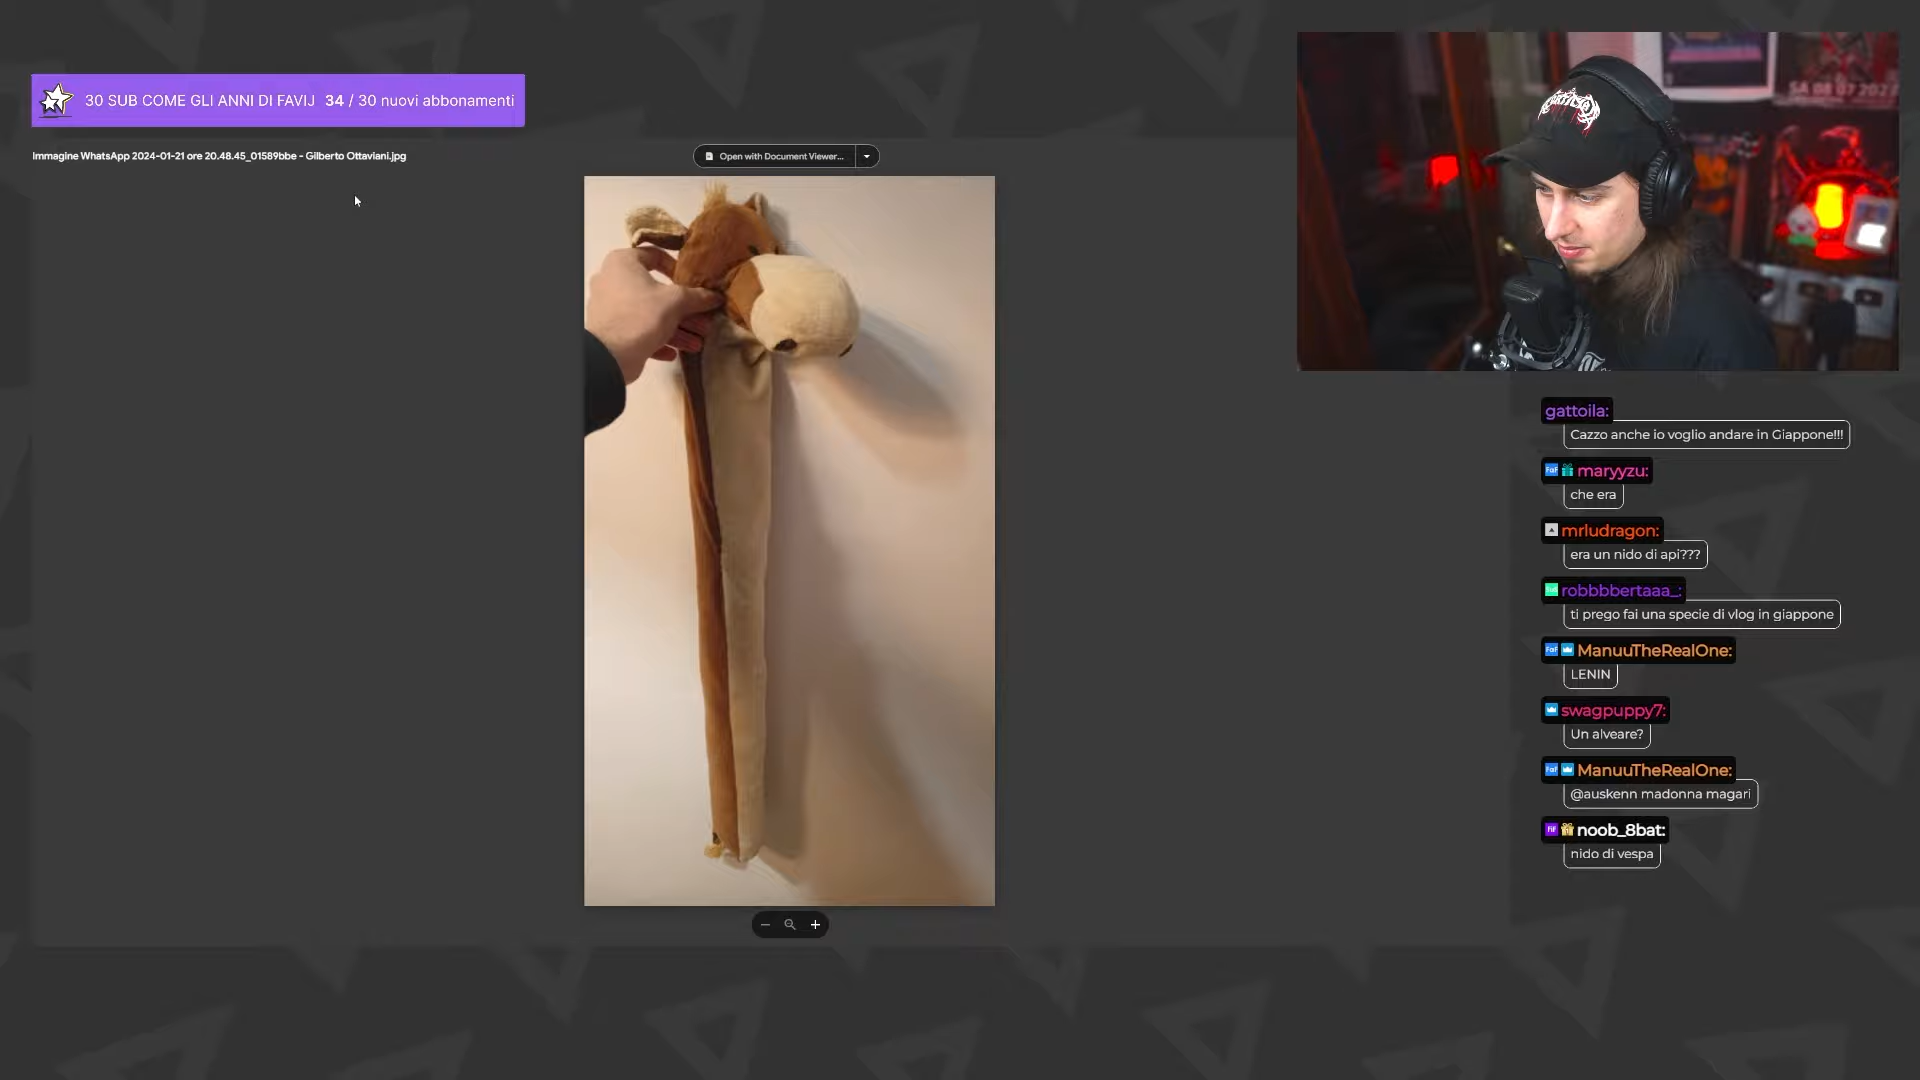 30 SUB COME GLI ANNI DI FAVIJ 34 / 30 nuovi abbonamenti
Immagine WhatsApp 2024-01-21 ore 20.48.45_01589bbe - Gilberto Ottaviani.jpg
Open with Document Viewer...
gattoila:
Cazzo anche io voglio andare in Giappone!!!
maryyzu:
che era
mrludragon:
era un nido di api???
robbbbertaaa_:
ti prego fai una specie di vlog in giappone
ManuuTheRealOne:
LENIN
swagpuppy7:
Un alveare?
ManuuTheRealOne:
@auskenn madonna magari
noob_8bat:
nido di vespa